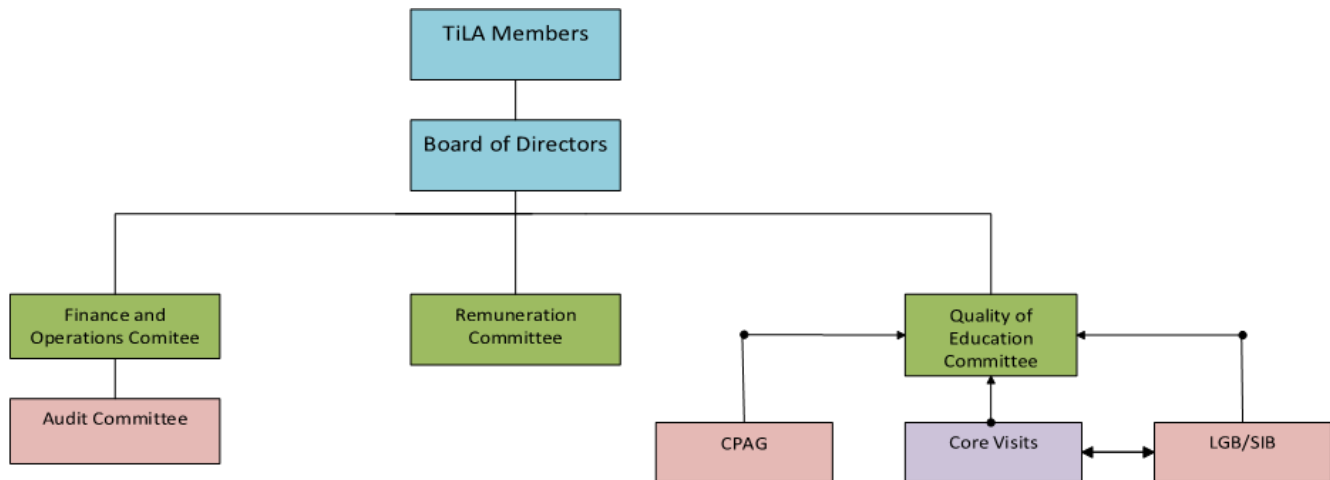 TiLA Members
Board of Directors
Finance and
Operations Comitee
Remuneration
Committee
Quality of
Education
Committee
Audit Committee
CPAG
Core Visits
LGB/SIB